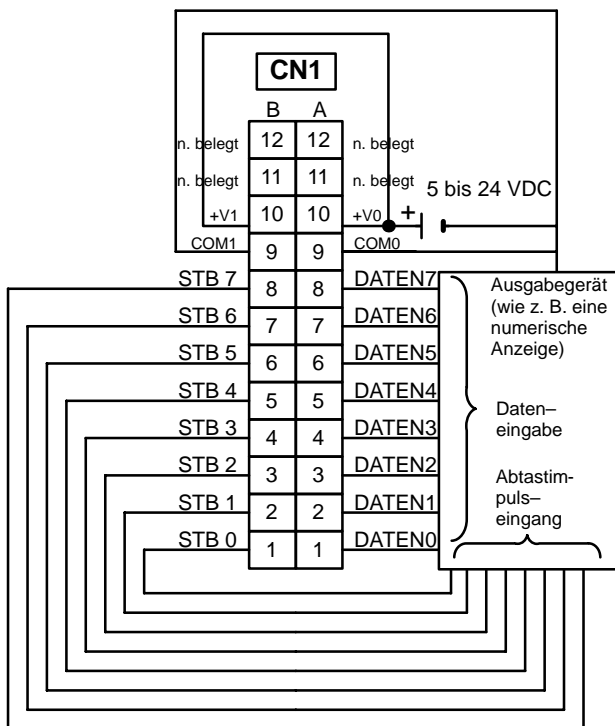 CN1
B A
n. belegt 12 12 n. belegt
n. belegt 11 11 n. belegt
5 bis 24 VDC
+V1 10 10 +V0 +
COM1 9 9 COM0
STB 7 8 8 DATEN7
STB 6 7 7 DATEN6
STB 5 6 6 DATEN5
STB 4 5 5 DATEN4
STB 3 4 4 DATEN3
STB 2 3 3 DATEN2
STB 1 2 2 DATEN1
STB 0 1 1 DATEN0
Ausgabegerät
(wie z. B. eine
numerische
Anzeige)
Daten–
eingabe
Abtastim-
puls–
eingang